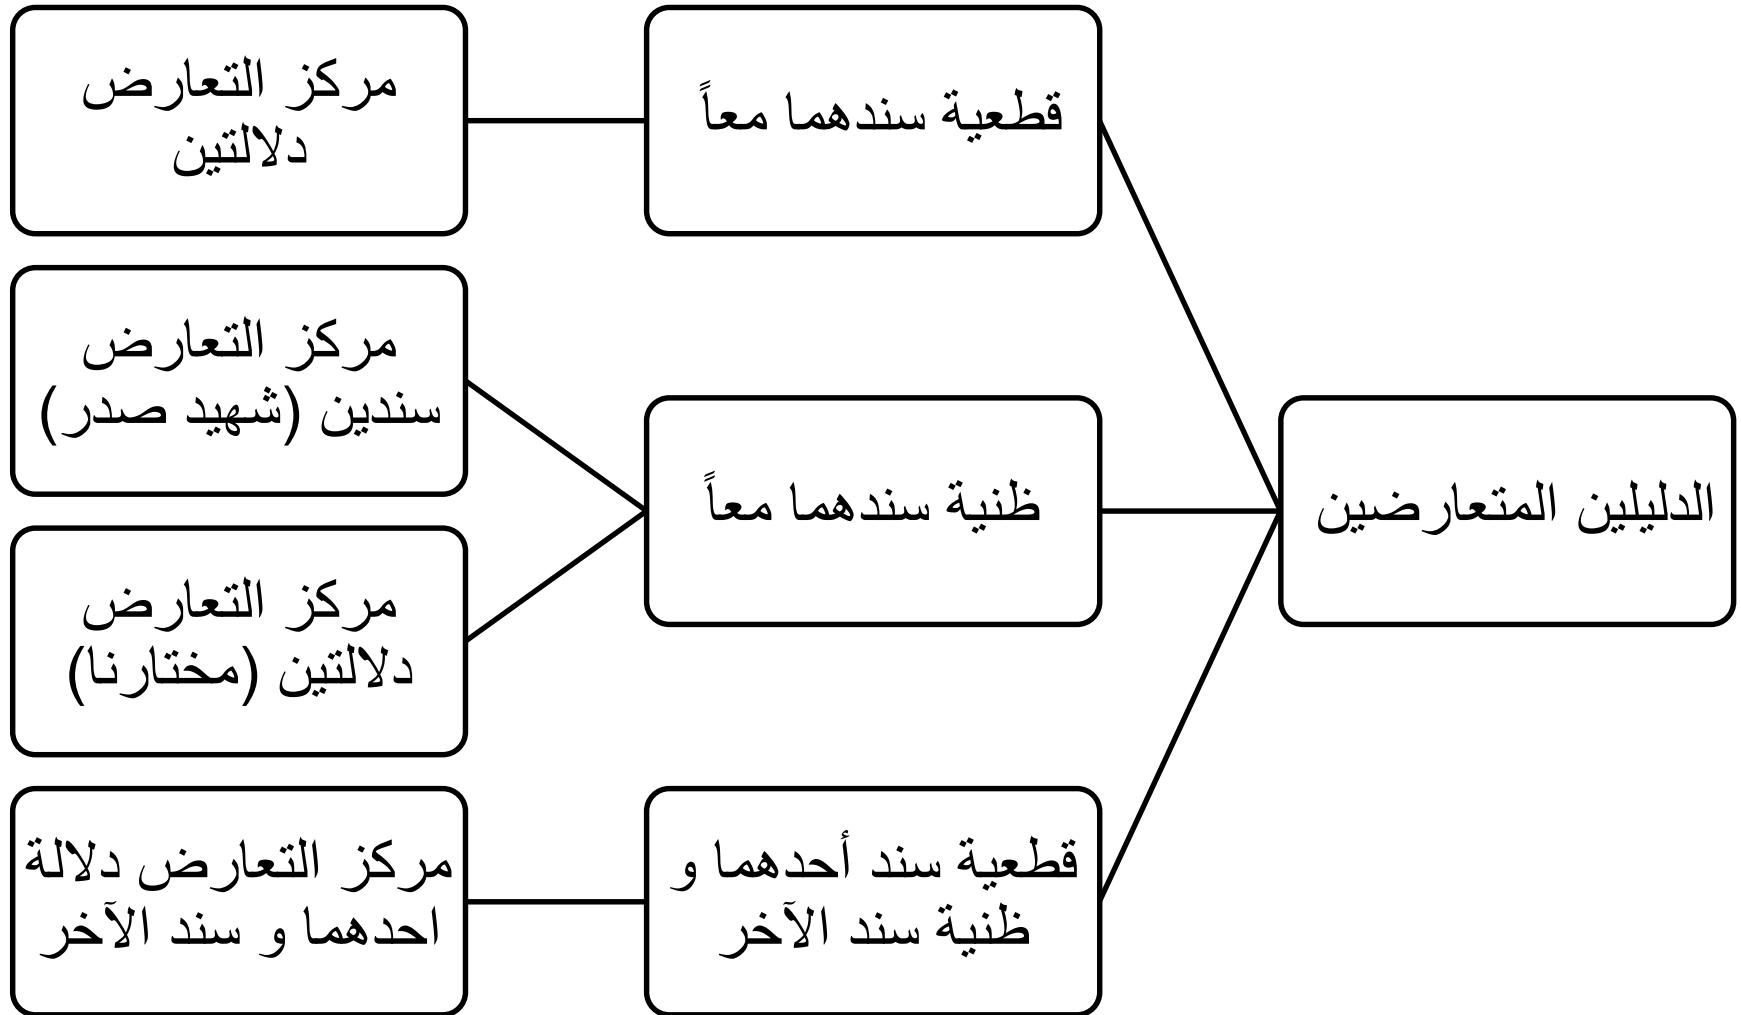 الدليلين المتعارضين
قطعية سندهما معاً
مركز التعارض
دلالتين
ظنية سندهما معاً
مركز التعارض
سندين (شهيد صدر)
مركز التعارض
دلالتين (مختارنا)
قطعية سند أحدهما و
ظنية سند الآخر
مركز التعارض دلالة
احدهما و سند الآخر